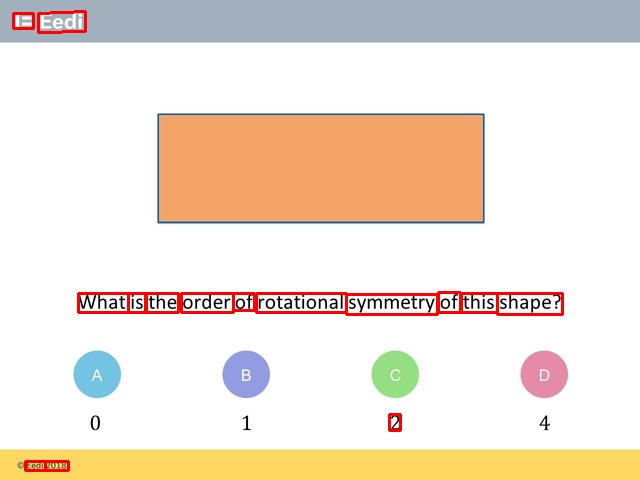 Eedi
What is the order of rotational symmetry of this shape?
A B C D
0 1 2 4
© Eedi 2018